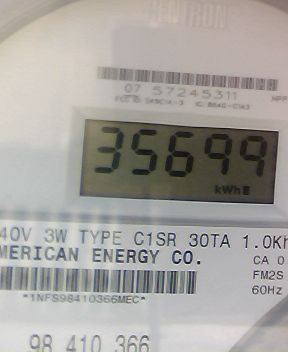 CENTRON
07 57245311
35699
kWh
40V 3W TYPE C1SR 30TA 1.0Kh
MERICAN ENERGY CO.
CA 0
FM2S
60Hz
*1NFS98410366MEC*
98 410 366